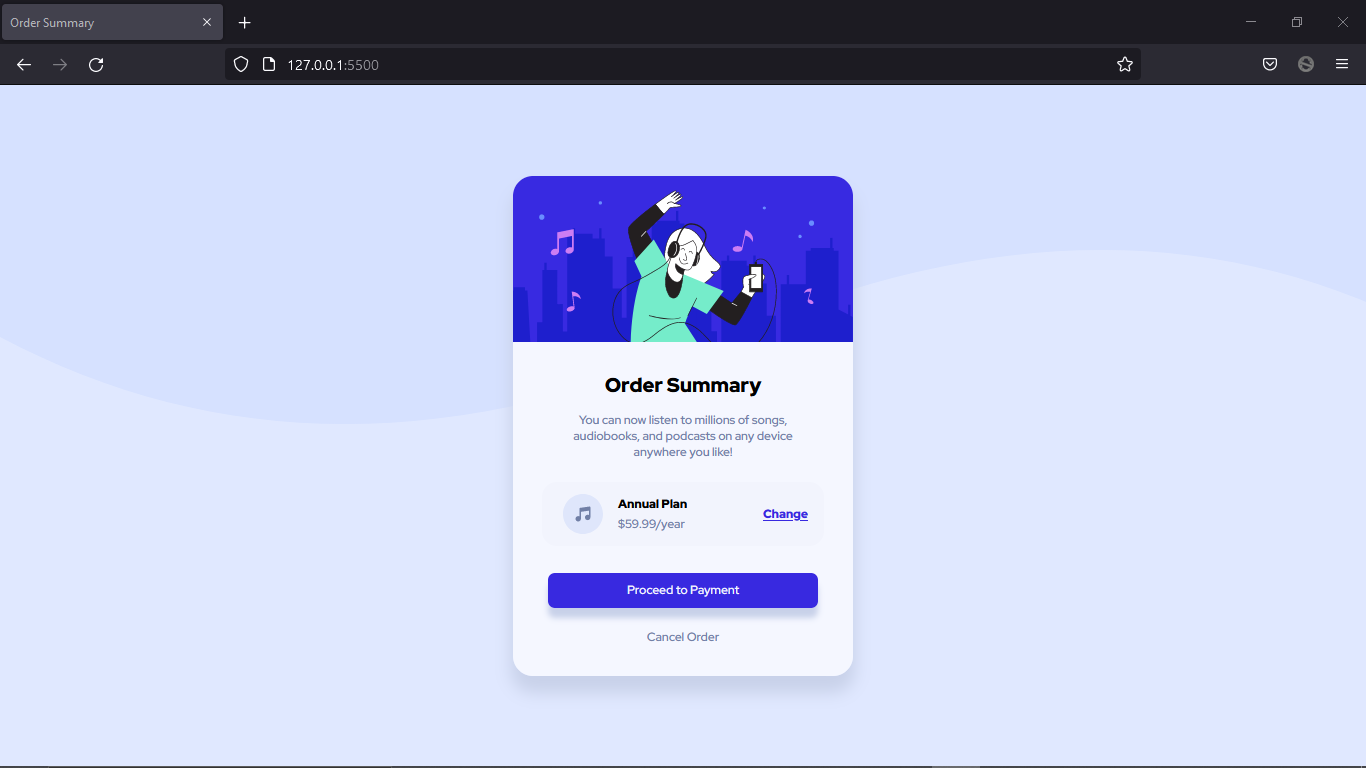 Order Summary
127.0.0.1:5500
Order Summary
You can now listen to millions of songs,
audiobooks, and podcasts on any device
anywhere you like!
Annual Plan
$59.99/year
Change
Proceed to Payment
Cancel Order